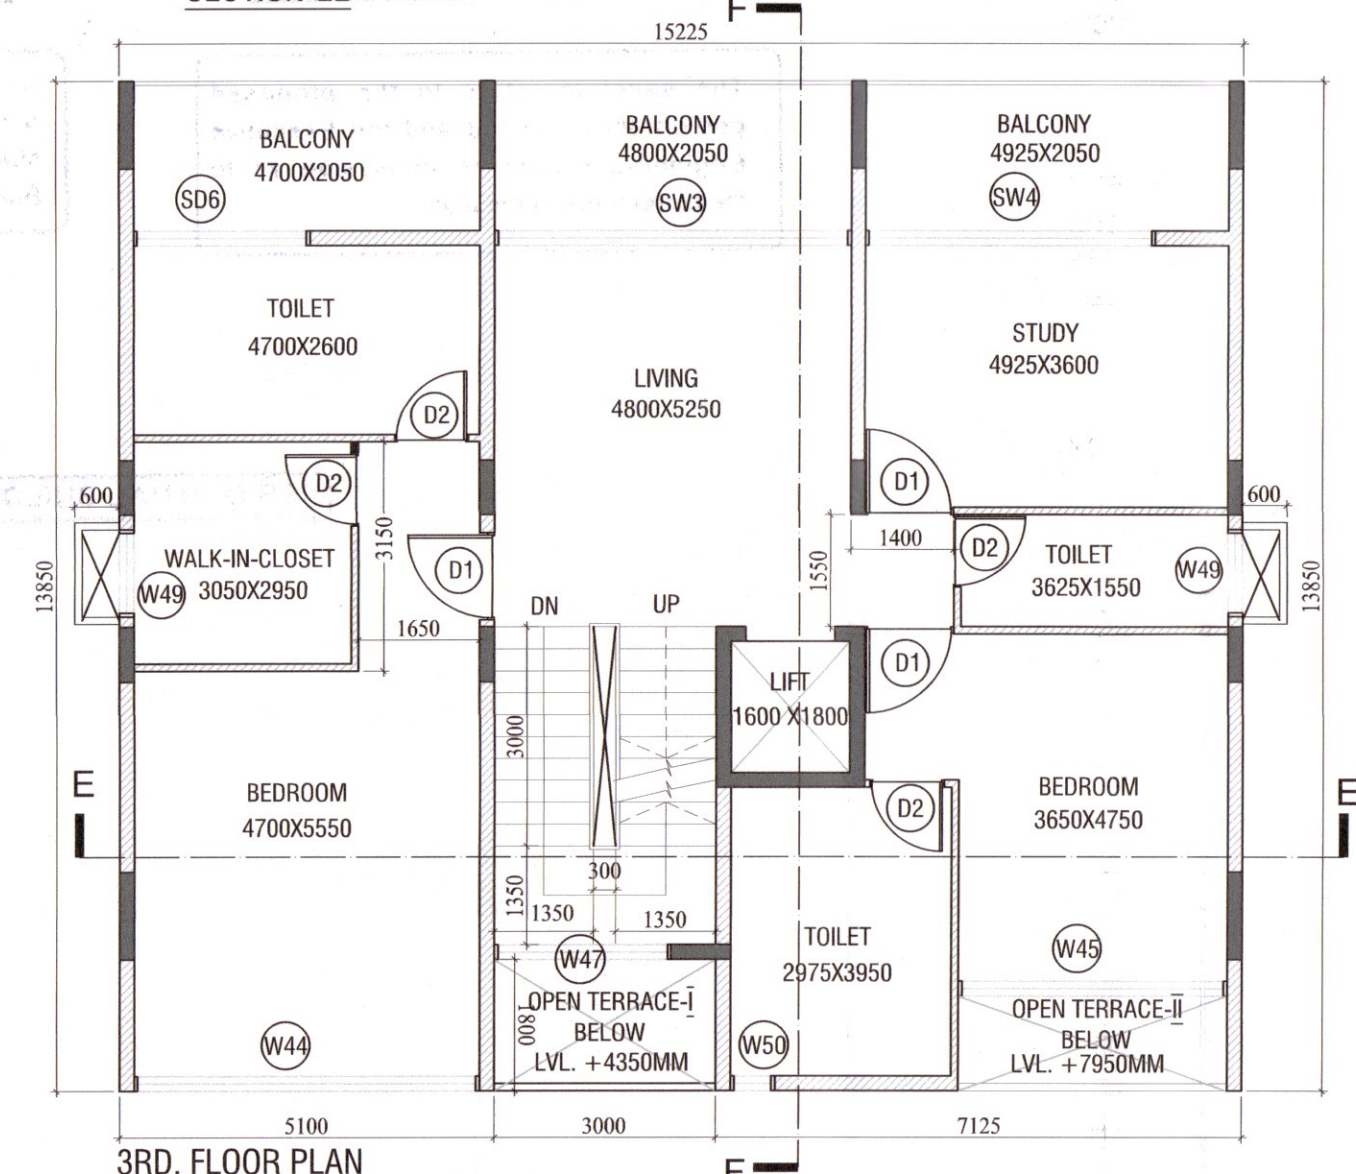 F
15225
BALCONY
4700X2050
SD6
BALCONY
4800X2050
SW3
BALCONY
4925X2050
SW4
TOILET
4700X2600
D2
LIVING
4800X5250
STUDY
4925X3600
D1
600
D2
3150
WALK-IN-CLOSET
3050X2950
W49
D1
1650
13850
DN
UP
1400
1550
D2
TOILET
3625X1550
W49
600
13850
D1
LIFT
1600 X1800
3000
E
BEDROOM
4700X5550
BEDROOM
3650X4750
E
D2
300
1350
1350
1350
TOILET
2975X3950
W45
W47
OPEN TERRACE-I
BELOW
LVL. +4350MM
1800
OPEN TERRACE-II
BELOW
LVL. +7950MM
W44
W50
5100
3000
7125
3RD. FLOOR PLAN
F